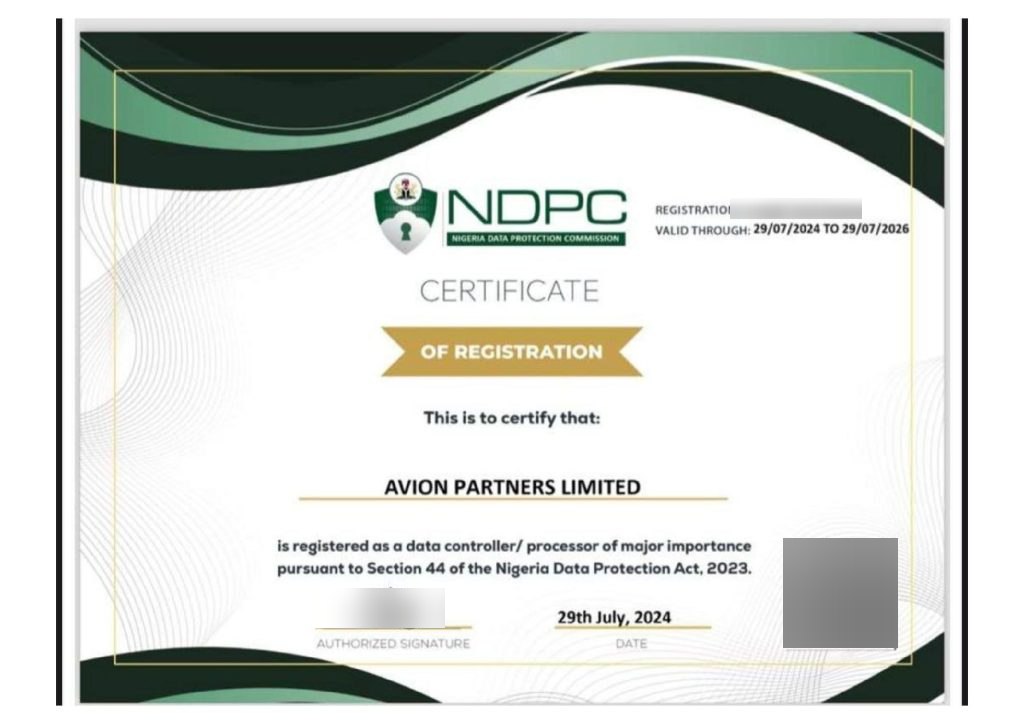 NDPC
NIGERIA DATA PROTECTION COMMISSION
REGISTRATION
VALID THROUGH: 29/07/2024 TO 29/07/2026
CERTIFICATE
OF REGISTRATION
This is to certify that:
AVION PARTNERS LIMITED
is registered as a data controller/ processor of major importance
pursuant to Section 44 of the Nigeria Data Protection Act, 2023.
29th July, 2024
AUTHORIZED SIGNATURE
DATE